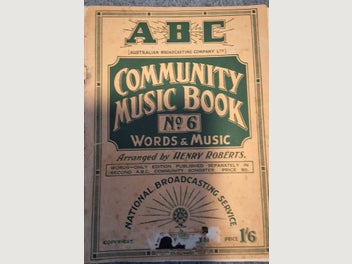 A B C
[AUSTRALIAN BROADCASTING COMPANY LTD]
COMMUNITY
MUSIC BOOK
No 6
WORDS & MUSIC
Arranged by HENRY ROBERTS.
WORDS-ONLY EDITION PUBLISHED SEPARATELY IN
SECOND A.B.C. COMMUNITY SONGSTER PRICE 6D.
NATIONAL BROADCASTING SERVICE
COPYRIGHT
PRICE 1/6